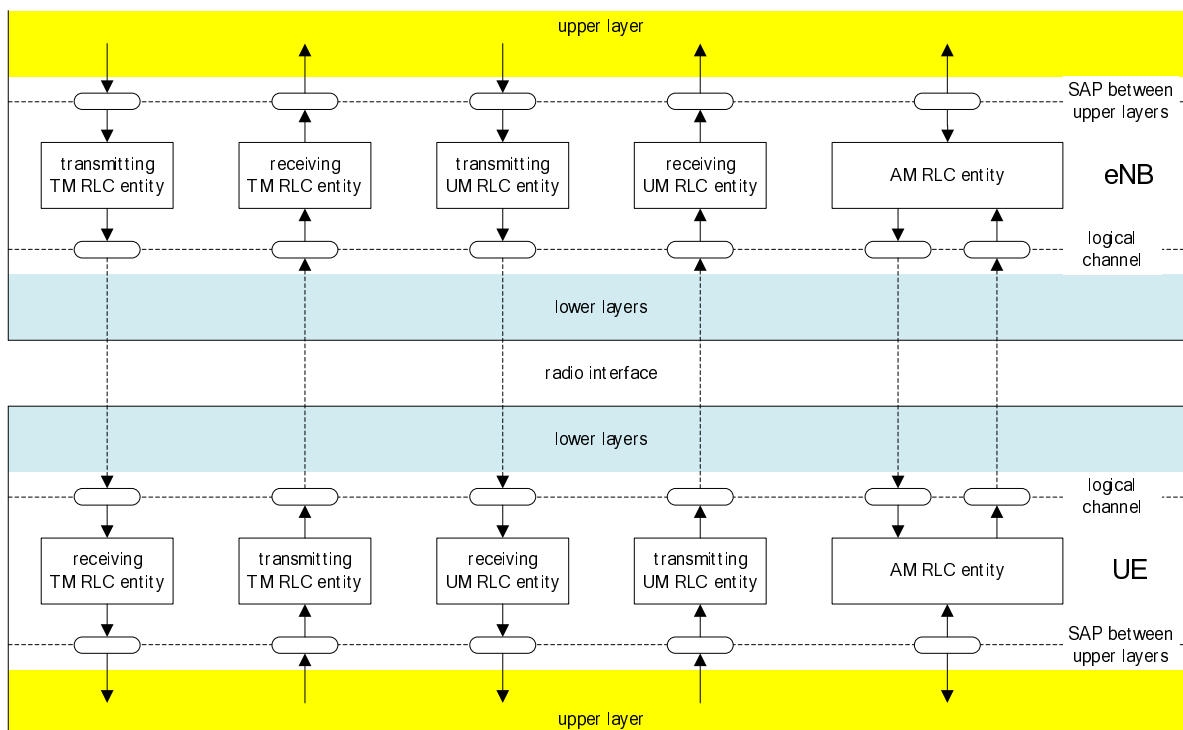 upper layer
SAP between
upper layers
transmitting
TM RLC entity
receiving
TM RLC entity
transmitting
UM RLC entity
receiving
UM RLC entity
AM RLC entity
eNB
logical
channel
lower layers
radio interface
lower layers
logical
channel
receiving
TM RLC entity
transmitting
TM RLC entity
receiving
UM RLC entity
transmitting
UM RLC entity
AM RLC entity
UE
SAP between
upper layers
upper layer